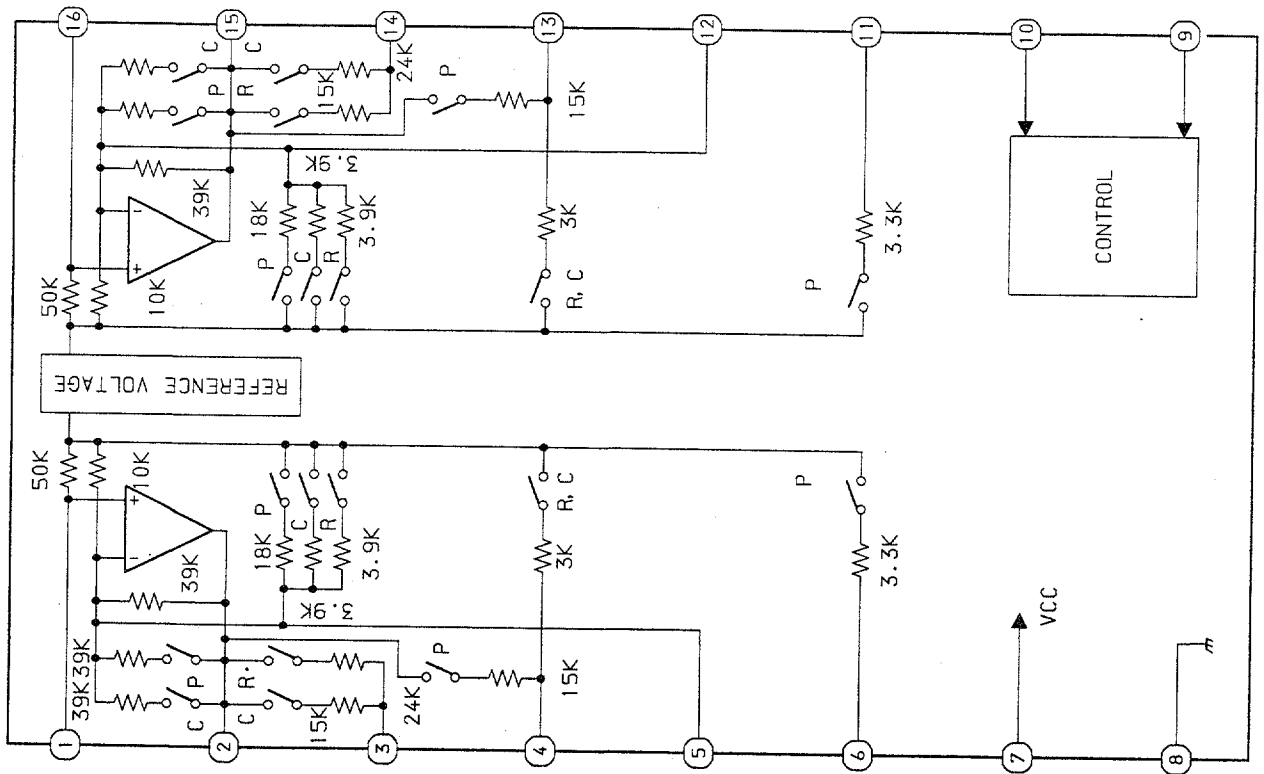 16
15
14
13
12
11
10
9
C
C
P
R
15K
24K
P
15K
39K
3.9K
50K
10K
18K
P
C
R
3.9K
3K
R,C
3.3K
P
CONTROL
REFERENCE VOLTAGE
50K
10K
39K
18K
P
C
R
3.9K
3.9K
3K
R,C
3.3K
P
VCC
39K
39K
C
P
C
R.
15K
24K
P
15K
1
2
3
4
5
6
7
8